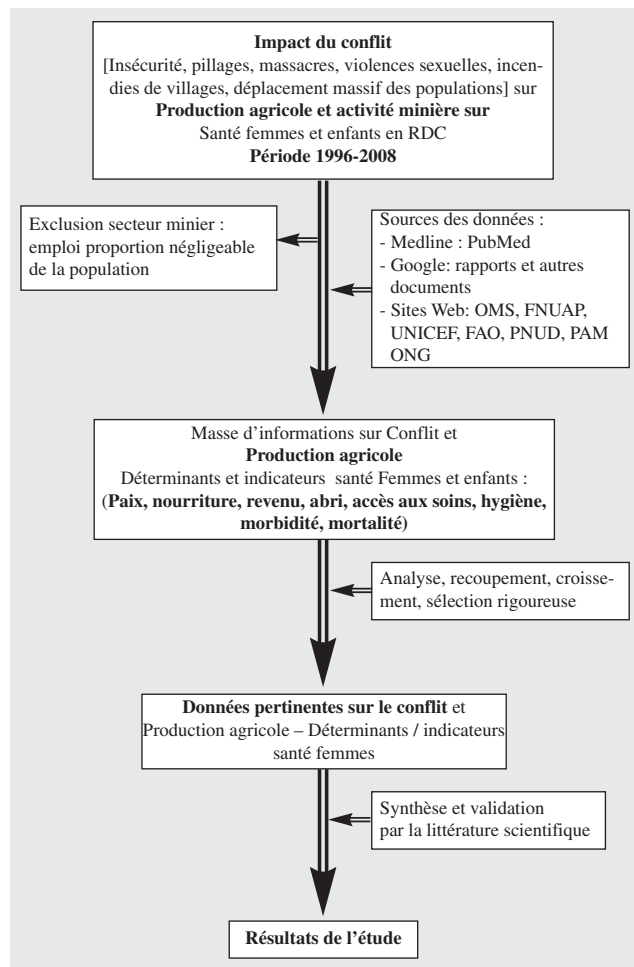 Impact du conflit
[Insécurité, pillages, massacres, violences sexuelles, incen-
dies de villages, déplacement massif des populations] sur
Production agricole et activité minière sur
Santé femmes et enfants en RDC
Période 1996-2008
Exclusion secteur minier :
emploi proportion négligeable
de la population
Sources des données :
- Medline : PubMed
- Google: rapports et autres
documents
- Sites Web: OMS, FNUAP,
UNICEF, FAO, PNUD, PAM
ONG
Masse d’informations sur Conflit et
Production agricole
Déterminants et indicateurs santé Femmes et enfants :
(Paix, nourriture, revenu, abri, accès aux soins, hygiène,
morbidité, mortalité)
Analyse, recoupement, croisse-
ment, sélection rigoureuse
Données pertinentes sur le conflit et
Production agricole – Déterminants / indicateurs
santé femmes
Synthèse et validation
par la littérature scientifique
Résultats de l’étude